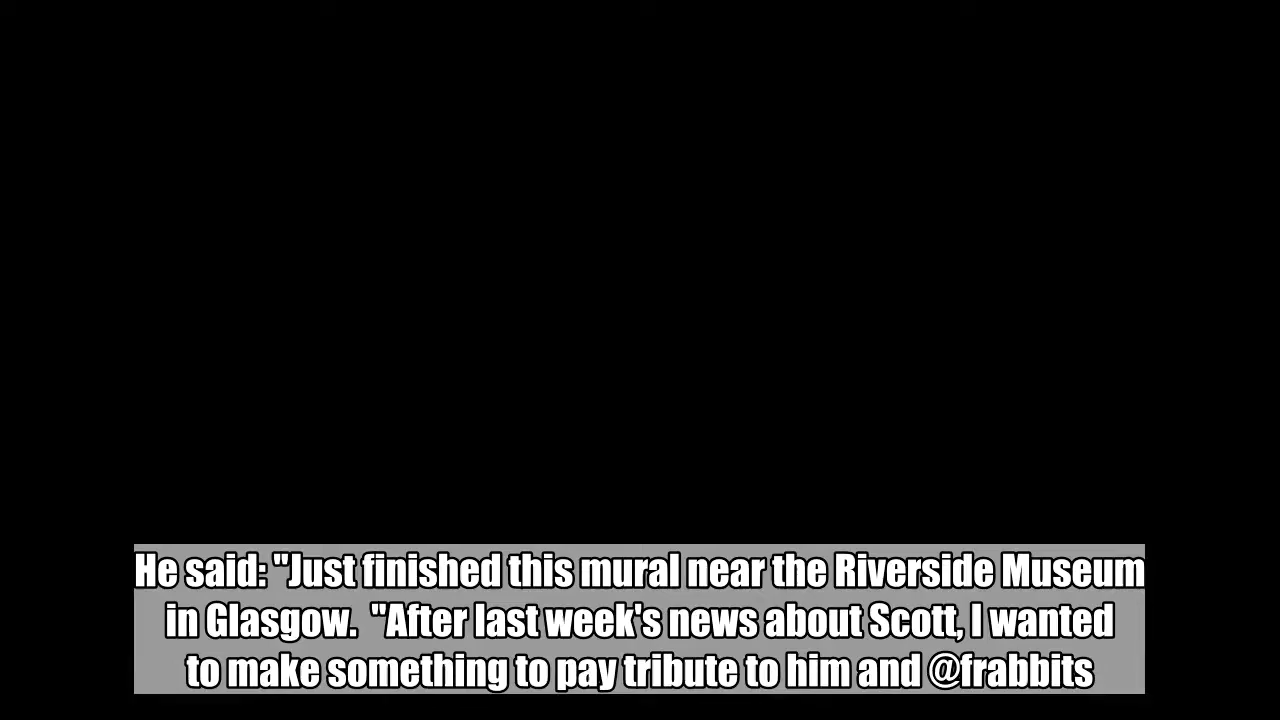 He said: "Just finished this mural near the Riverside Museum
in Glasgow.  "After last week's news about Scott, I wanted
to make something to pay tribute to him and @frabbits